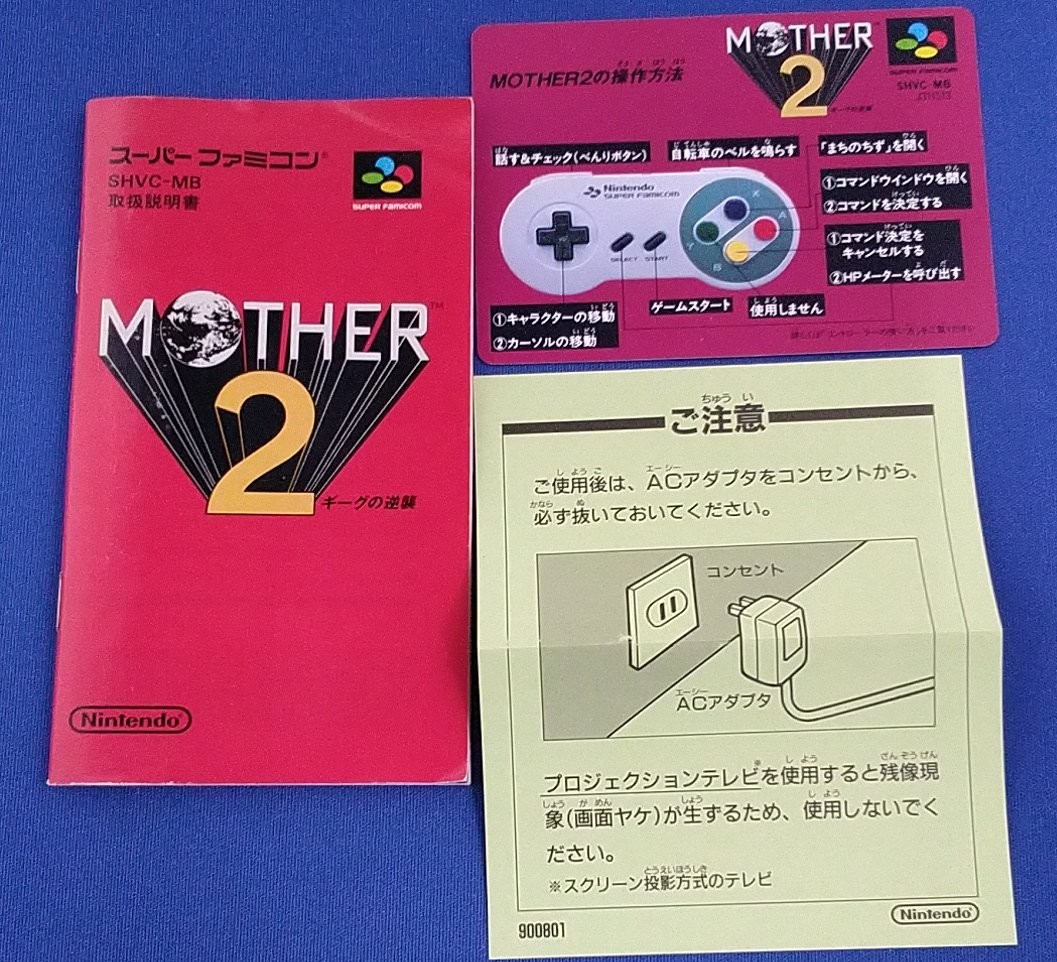 スーパーファミコン®
SHVC-MB
取扱説明書
SUPER FAMICOM
MOTHER™
2
ギーグの逆襲
Nintendo®
MOTHER2の操作方法
MOTHER
2
ギーグの逆襲
SUPER FAMICOM
SHVC-MB
話す&チェック(べんりボタン)
自転車のベルを鳴らす
「まちのちず」を開く
①コマンドウインドウを開く
②コマンドを決定する
①コマンド決定を
キャンセルする
②HPメーターを呼び出す
Nintendo
SUPER FAMICOM
X
A
Y
B
SELECT
START
ゲームスタート
使用しません
①キャラクターの移動
②カーソルの移動
ご注意
ご使用後は、ACアダプタをコンセントから、
必ず抜いておいてください。
コンセント
ACアダプタ
プロジェクションテレビ※を使用すると残像現
象(画面ヤケ)が生ずるため、使用しないでく
ださい。
※スクリーン投影方式のテレビ
900801
Nintendo®